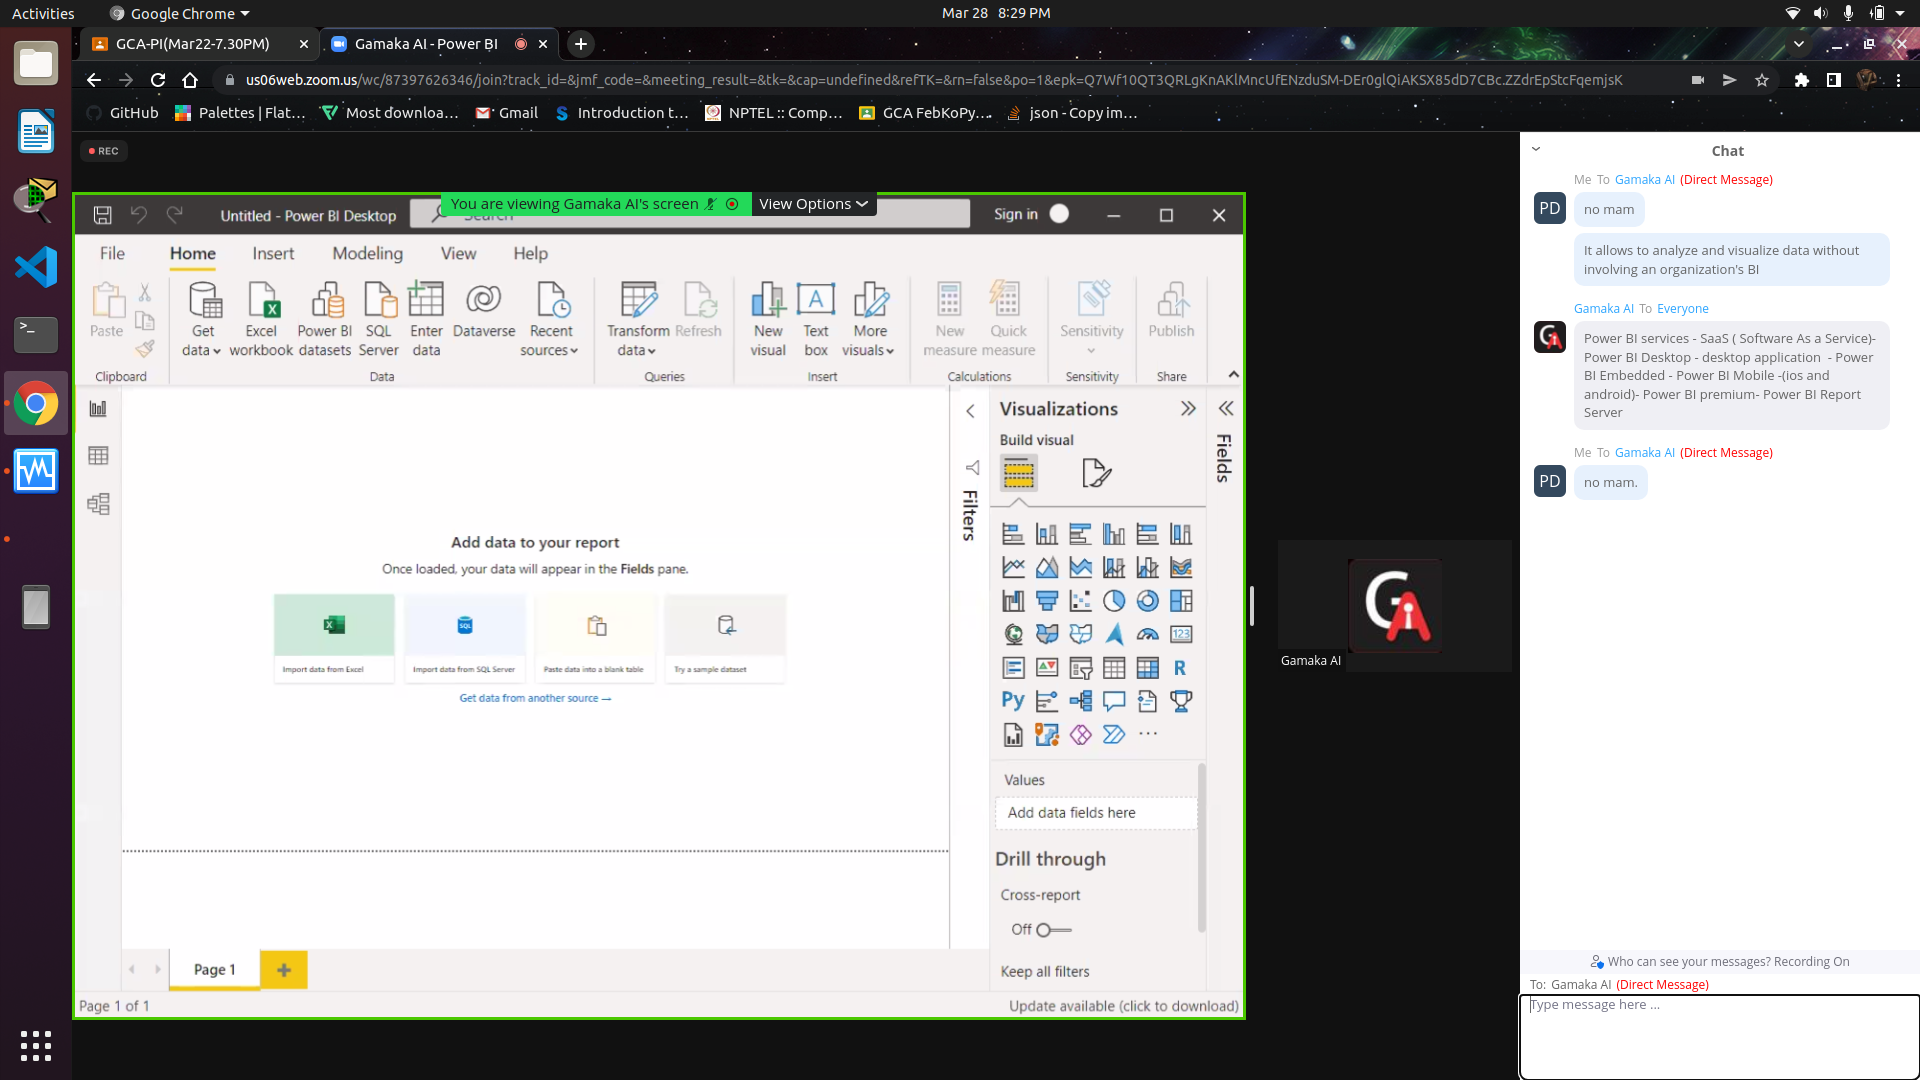 Activities
Google Chrome
Mar 28 8:29 PM
GCA-PI(Mar22-7.30PM)
Gamaka AI - Power BI
us06web.zoom.us/wc/87397626346/join?track_id=&jmf_code=&meeting_result=&tk=&cap=undefined&refTK=&rn=false&po=1&epk=Q7Wf10QT3QRLgKnAKlMncUfENzduSM-DEr0glQiAKSX85dD7CBc.ZZdrEpStcFqemjsK
GitHub
Palettes | Flat…
Most downloa…
Gmail
Introduction t…
NPTEL :: Comp…
GCA FebKoPy…
json - Copy im…
REC
You are viewing Gamaka AI's screen
View Options
Untitled - Power BI Desktop
Search
Sign in
File Home Insert Modeling View Help
Paste
Get data
Excel workbook
Power BI datasets
SQL Server
Enter data
Dataverse
Recent sources
Transform data
Refresh
New visual
Text box
More visuals
New measure
Quick measure
Sensitivity
Publish
Clipboard
Data
Queries
Insert
Calculations
Sensitivity
Share
Add data to your report
Once loaded, your data will appear in the Fields pane.
SQL
Import data from Excel
Import data from SQL Server
Paste data into a blank table
Try a sample dataset
Get data from another source →
Filters
Visualizations
Build visual
123
R
Py
...
Values
Add data fields here
Drill through
Cross-report
Off
Keep all filters
Fields
Page 1
Page 1 of 1
Update available (click to download)
Gamaka AI
Chat
Me To Gamaka AI (Direct Message)
PD
no mam
It allows to analyze and visualize data without
involving an organization's BI
Gamaka AI To Everyone
Power BI services - SaaS ( Software As a Service)-
Power BI Desktop - desktop application - Power
BI Embedded - Power BI Mobile -(ios and
android)- Power BI premium- Power BI Report
Server
Me To Gamaka AI (Direct Message)
PD
no mam.
Who can see your messages? Recording On
To: Gamaka AI (Direct Message)
Type message here ...